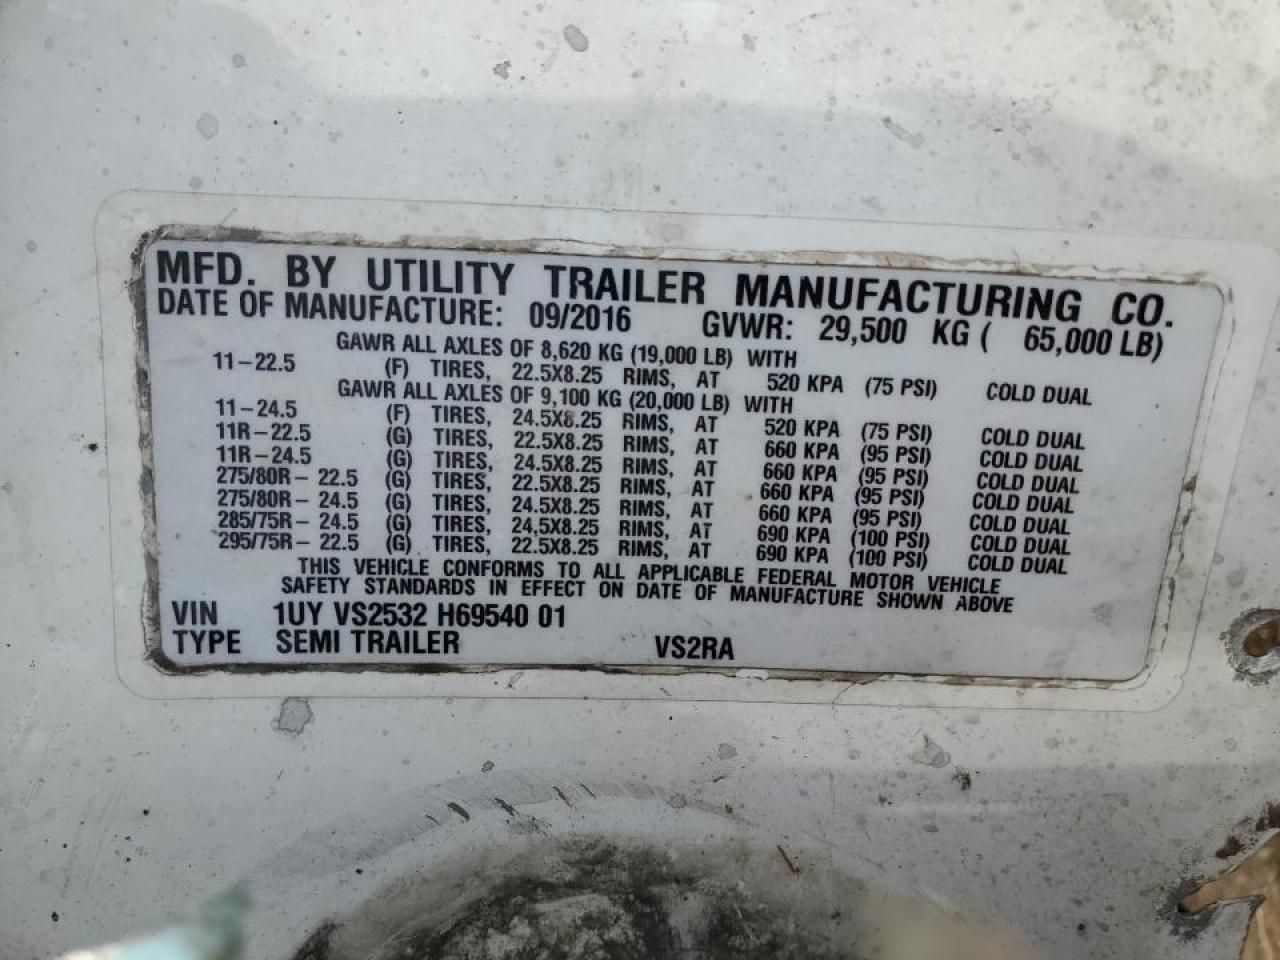 MFD. BY UTILITY TRAILER MANUFACTURING CO.
DATE OF MANUFACTURE: 09/2016 GVWR: 29,500 KG ( 65,000 LB)
GAWR ALL AXLES OF 8,620 KG (19,000 LB) WITH
11-22.5 (F) TIRES, 22.5X8.25 RIMS, AT 520 KPA (75 PSI) COLD DUAL
GAWR ALL AXLES OF 9,100 KG (20,000 LB) WITH
11-24.5 (F) TIRES, 24.5X8.25 RIMS, AT 520 KPA (75 PSI) COLD DUAL
11R-22.5 (G) TIRES, 22.5X8.25 RIMS, AT 660 KPA (95 PSI) COLD DUAL
11R-24.5 (G) TIRES, 24.5X8.25 RIMS, AT 660 KPA (95 PSI) COLD DUAL
275/80R-22.5 (G) TIRES, 22.5X8.25 RIMS, AT 660 KPA (95 PSI) COLD DUAL
275/80R-24.5 (G) TIRES, 24.5X8.25 RIMS, AT 660 KPA (95 PSI) COLD DUAL
285/75R-24.5 (G) TIRES, 24,5X8.25 RIMS, AT 690 KPA (100 PSI) COLD DUAL
295/75R-22.5 (G) TIRES, 22.5X8.25 RIMS, AT 690 KPA (100 PSI) COLD DUAL
THIS VEHICLE CONFORMS TO ALL APPLICABLE FEDERAL MOTOR VEHICLE
SAFETY STANDARDS IN EFFECT ON DATE OF MANUFACTURE SHOWN ABOVE
VIN 1UY VS2532 H69540 01
TYPE SEMI TRAILER VS2RA